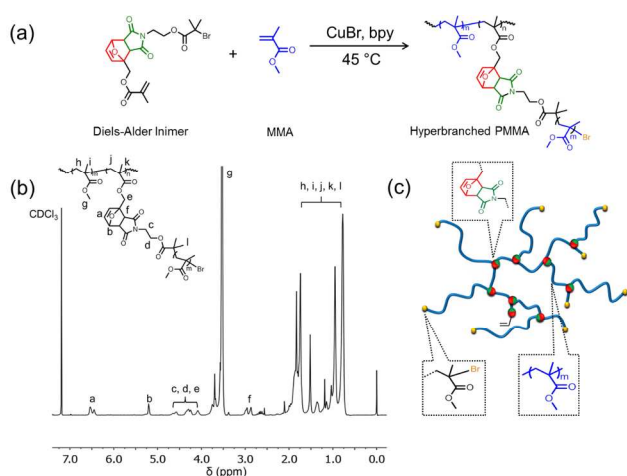 (a)
O
O
N
O
O
O
O
Br
O
O
+
O
O
CuBr, bpy
45 °C
m
n
O
O
O
O
O
O
N
O
O
O
O
O
m
Br
Diels-Alder Inimer
MMA
Hyperbranched PMMA
(b)
h
i
j
k
m
n
O
O
g
O
O
e
a
O
f
b
O
N
O
c
d
O
O
l
m
Br
O
O
CDCl₃
g
h, i, j, k, l
a
b
c, d, e
f
7.0
6.0
5.0
4.0
3.0
2.0
1.0
0.0
δ (ppm)
(c)
O
O
N
O
Br
O
O
m
O
O